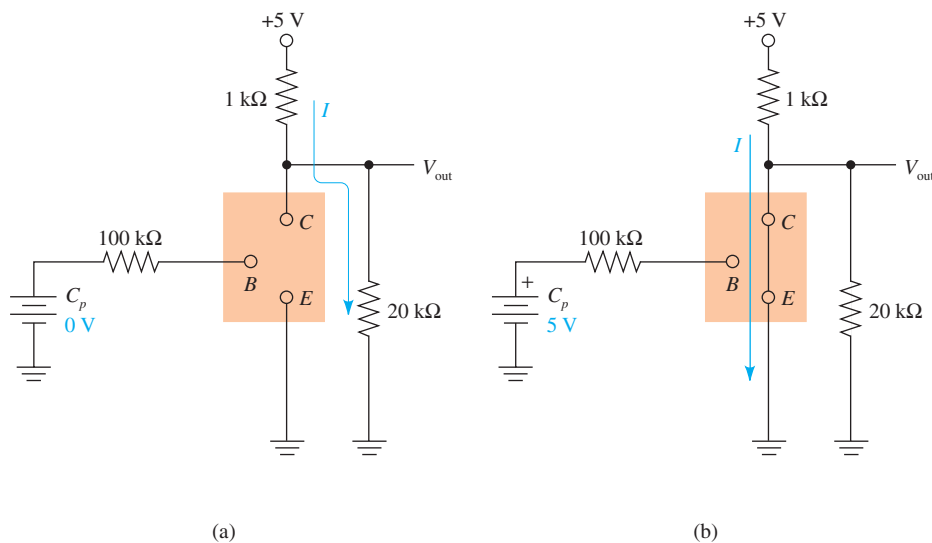 +5 V
1 kΩ
I
V_out
C
100 kΩ
B
E
C_p
0 V
20 kΩ
(a)
+5 V
1 kΩ
I
V_out
C
100 kΩ
B
E
+
C_p
5 V
20 kΩ
(b)